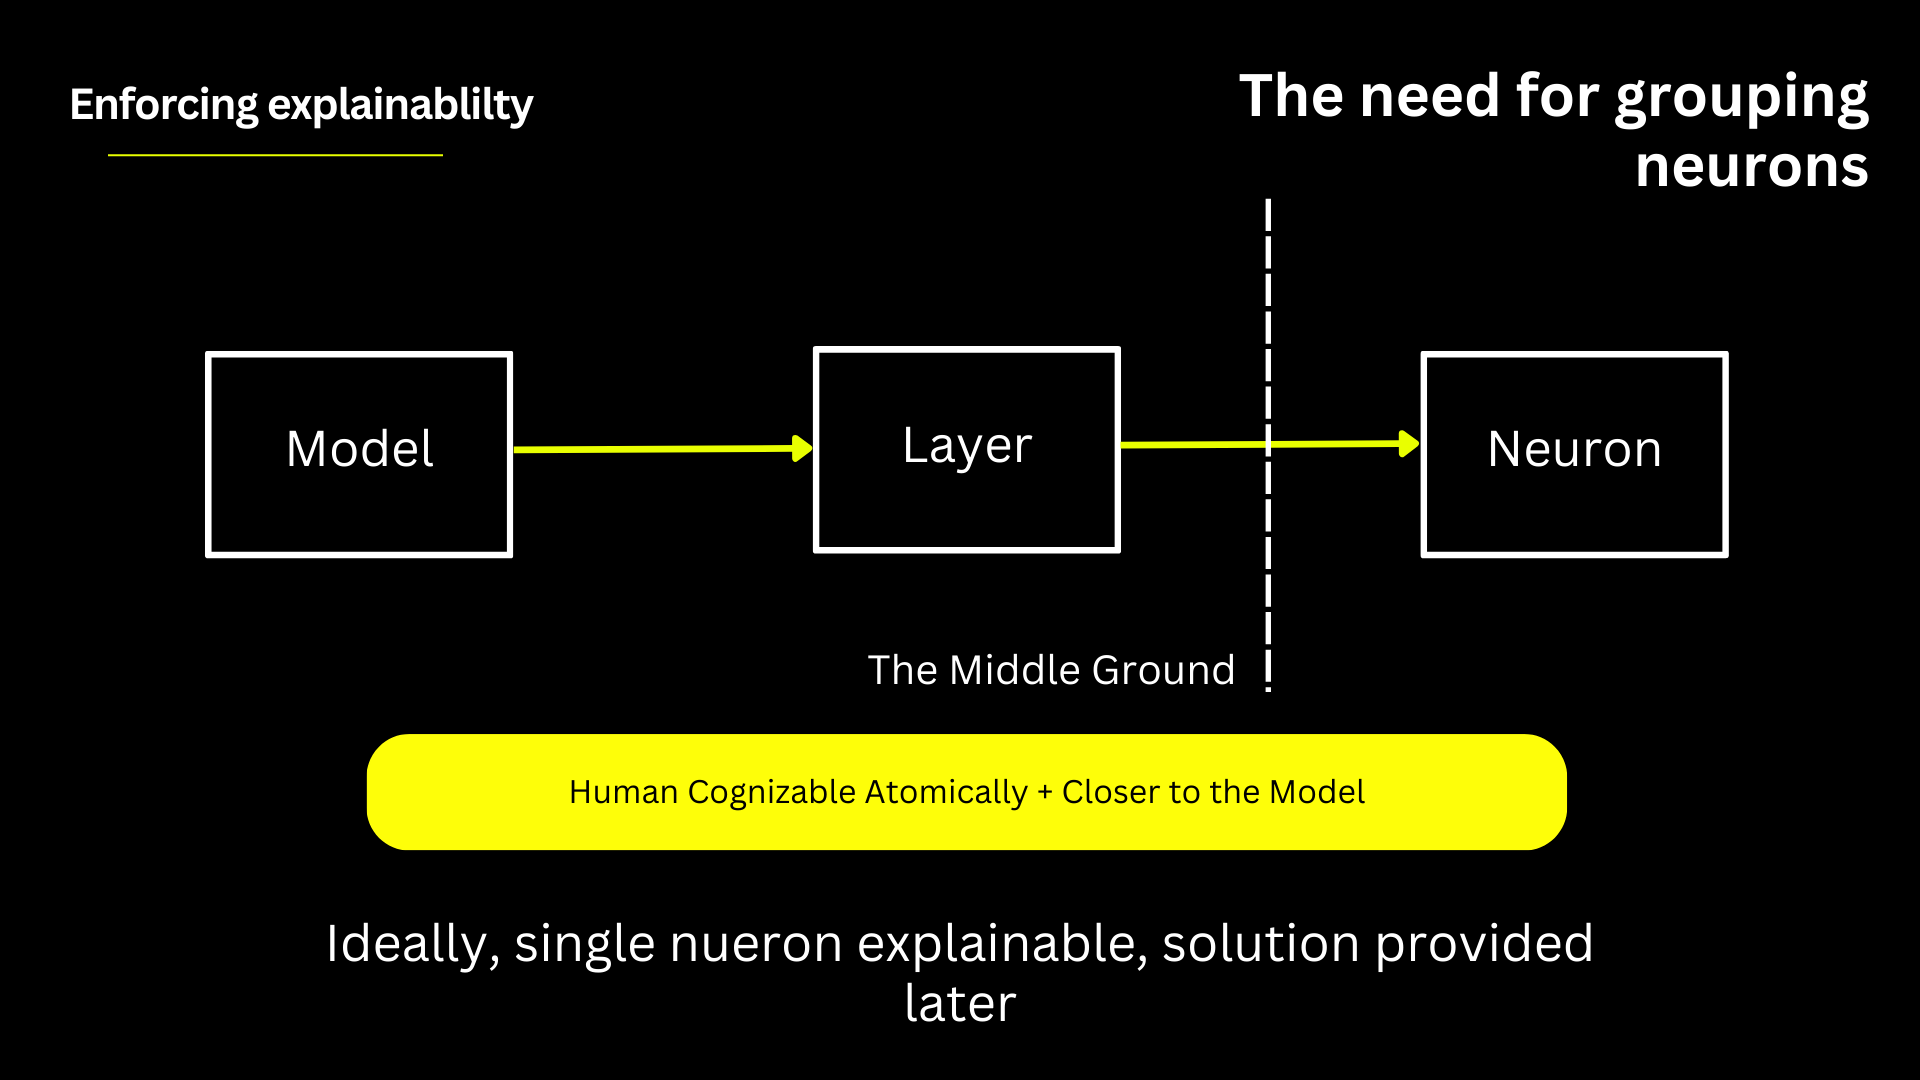 Enforcing explainablilty
The need for grouping
neurons
Model
Layer
Neuron
The Middle Ground
Human Cognizable Atomically + Closer to the Model
Ideally, single nueron explainable, solution provided
later